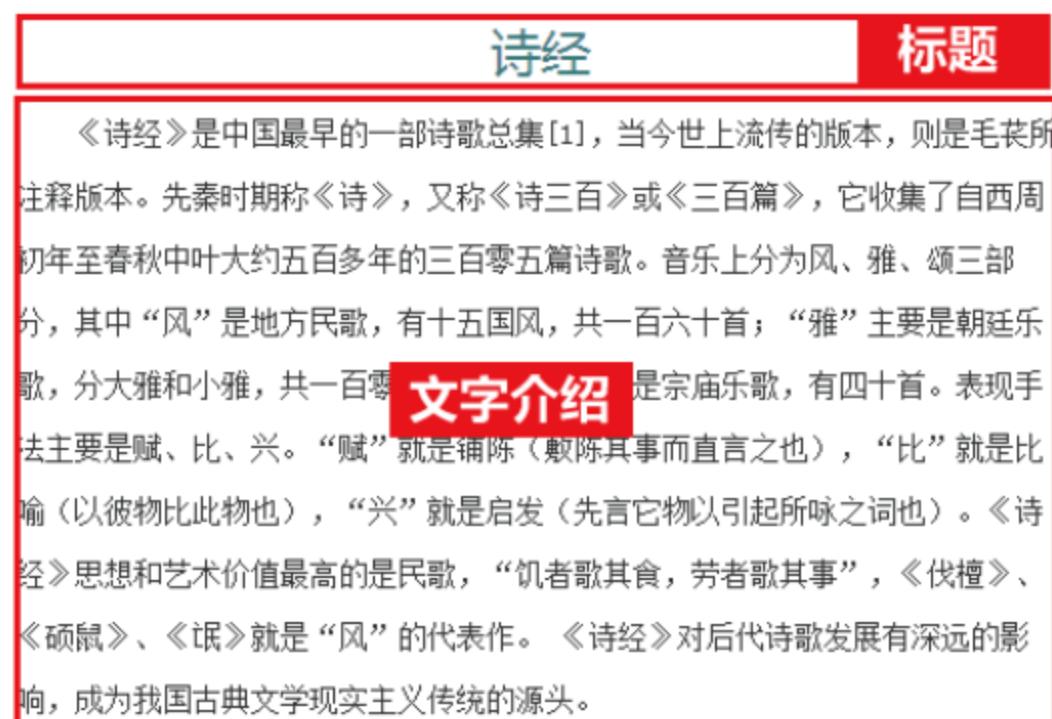 诗经 标题
《诗经》是中国最早的一部诗歌总集[1]，当今世上流传的版本，则是毛苌所
注释版本。先秦时期称《诗》，又称《诗三百》或《三百篇》，它收集了自西周
初年至春秋中叶大约五百多年的三百零五篇诗歌。音乐上分为风、雅、颂三部
分，其中“风”是地方民歌，有十五国风，共一百六十首；“雅”主要是朝廷乐
歌，分大雅和小雅，共一百零 文字介绍 是宗庙乐歌，有四十首。表现手
法主要是赋、比、兴。“赋”就是铺陈（敷陈其事而直言之也），“比”就是比
喻（以彼物比此物也），“兴”就是启发（先言它物以引起所咏之词也）。《诗
经》思想和艺术价值最高的是民歌，“饥者歌其食，劳者歌其事”，《伐檀》、
《硕鼠》、《氓》就是“风”的代表作。 《诗经》对后代诗歌发展有深远的影
响，成为我国古典文学现实主义传统的源头。